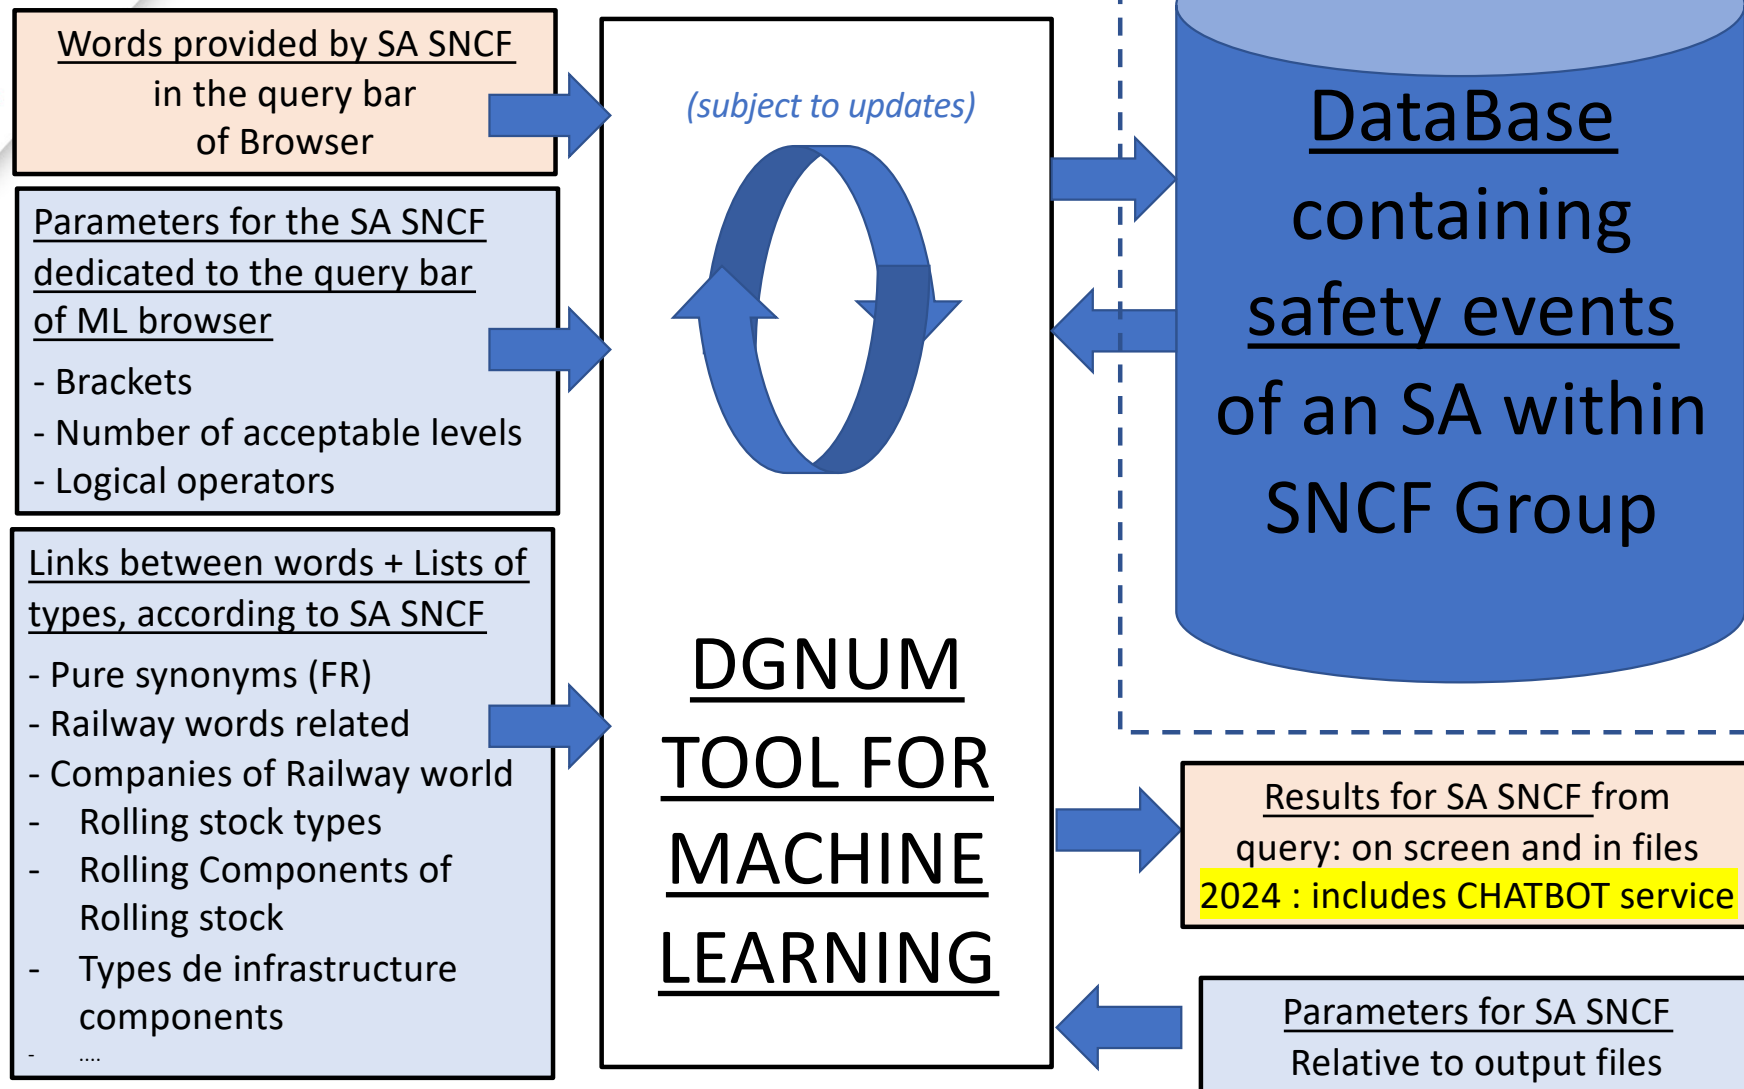 Words provided by SA SNCF
in the query bar
of Browser
Parameters for the SA SNCF
dedicated to the query bar
of ML browser
- Brackets
- Number of acceptable levels
- Logical operators
Links between words + Lists of
types, according to SA SNCF
- Pure synonyms (FR)
- Railway words related
- Companies of Railway world
- Rolling stock types
- Rolling Components of
Rolling stock
- Types de infrastructure
components
- ....
(subject to updates)
DGNUM
TOOL FOR
MACHINE
LEARNING
DataBase
containing
safety events
of an SA within
SNCF Group
Results for SA SNCF from
query: on screen and in files
2024 : includes CHATBOT service
Parameters for SA SNCF
Relative to output files